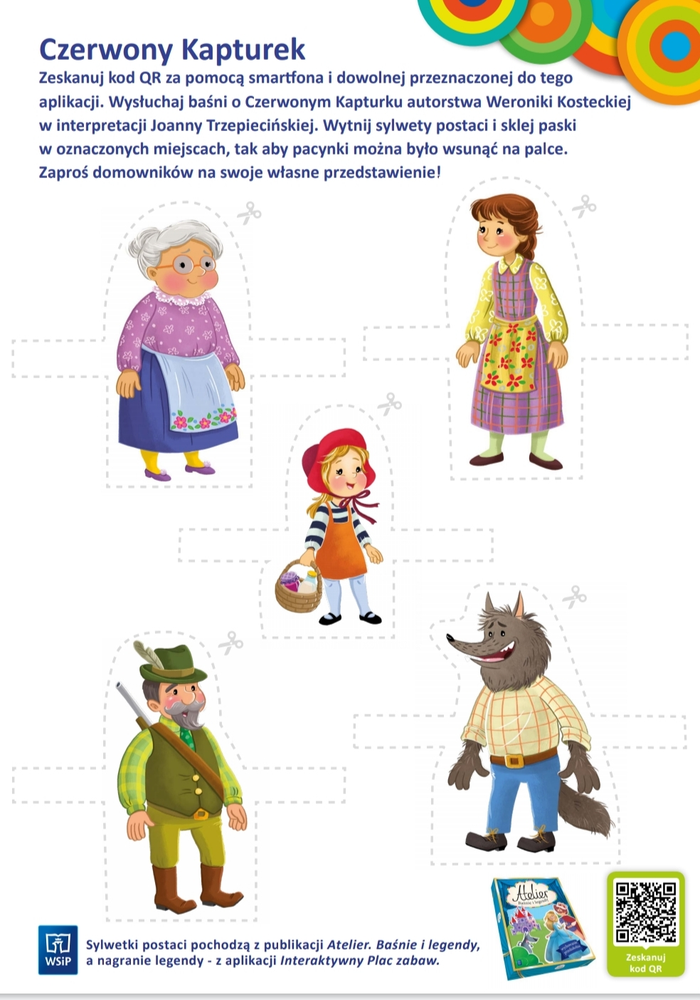 Czerwony Kapturek
Zeskanuj kod QR za pomocą smartfona i dowolnej przeznaczonej do tego
aplikacji. Wysłuchaj baśni o Czerwonym Kapturku autorstwa Weroniki Kosteckiej
w interpretacji Joanny Trzepiecińskiej. Wytnij sylwety postaci i sklej paski
w oznaczonych miejscach, tak aby pacynki można było wsunąć na palce.
Zaproś domowników na swoje własne przedstawienie!
Atelier
Baśnie i legendy
WSiP
Sylwetki postaci pochodzą z publikacji Atelier. Baśnie i legendy,
a nagranie legendy - z aplikacji Interaktywny Plac zabaw.
Zeskanuj
kod QR